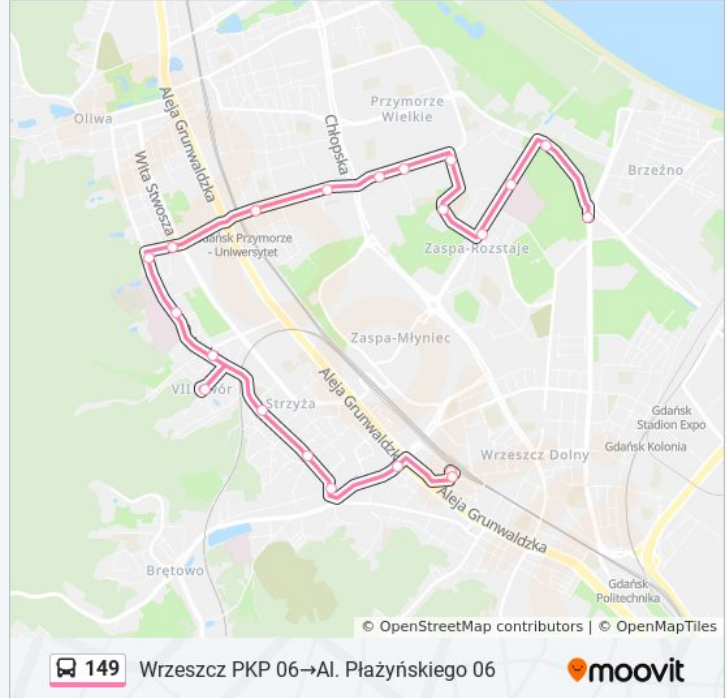 Oliwa
Aleja Grunwaldzka
Przymorze
Wielkie
Chłopska
Wita Stwosza
Brzeźno
Gdańsk Przymorze
- Uniwersytet
Zaspa-Rozstaje
Zaspa-Młyniec
VII Dwór
Strzyża
Aleja Grunwaldzka
Gdańsk
Stadion Expo
Gdańsk Kolonia
Wrzeszcz Dolny
Aleja Grunwaldzka
Brętowo
Gdańsk
Politechnika
© OpenStreetMap contributors | © OpenMapTiles
149 Wrzeszcz PKP 06→Al. Płażyńskiego 06 moovit